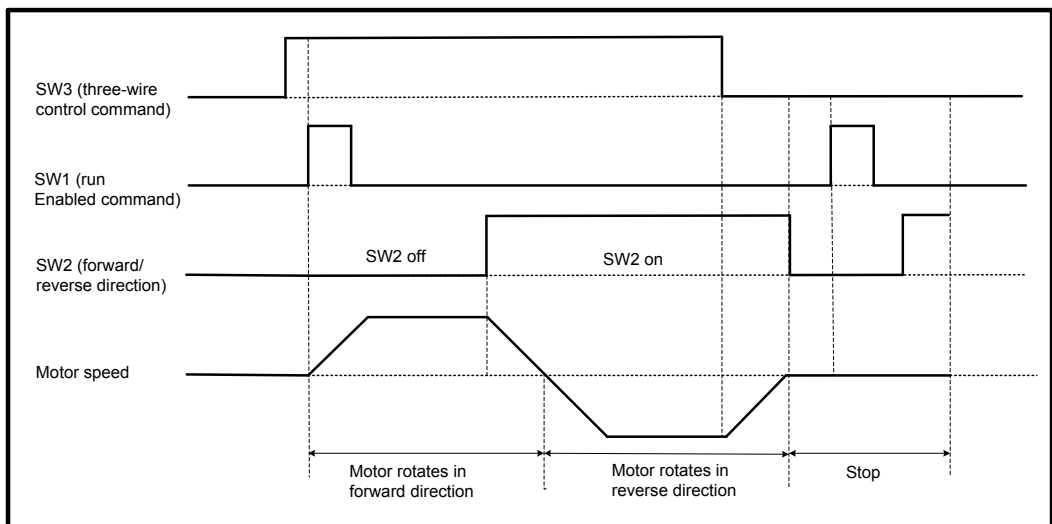 SW3 (three-wire
control command)
SW1 (run
Enabled command)
SW2 off
SW2 on
SW2 (forward/
reverse direction)
Motor speed
Motor rotates in
forward direction
Motor rotates in
reverse direction
Stop